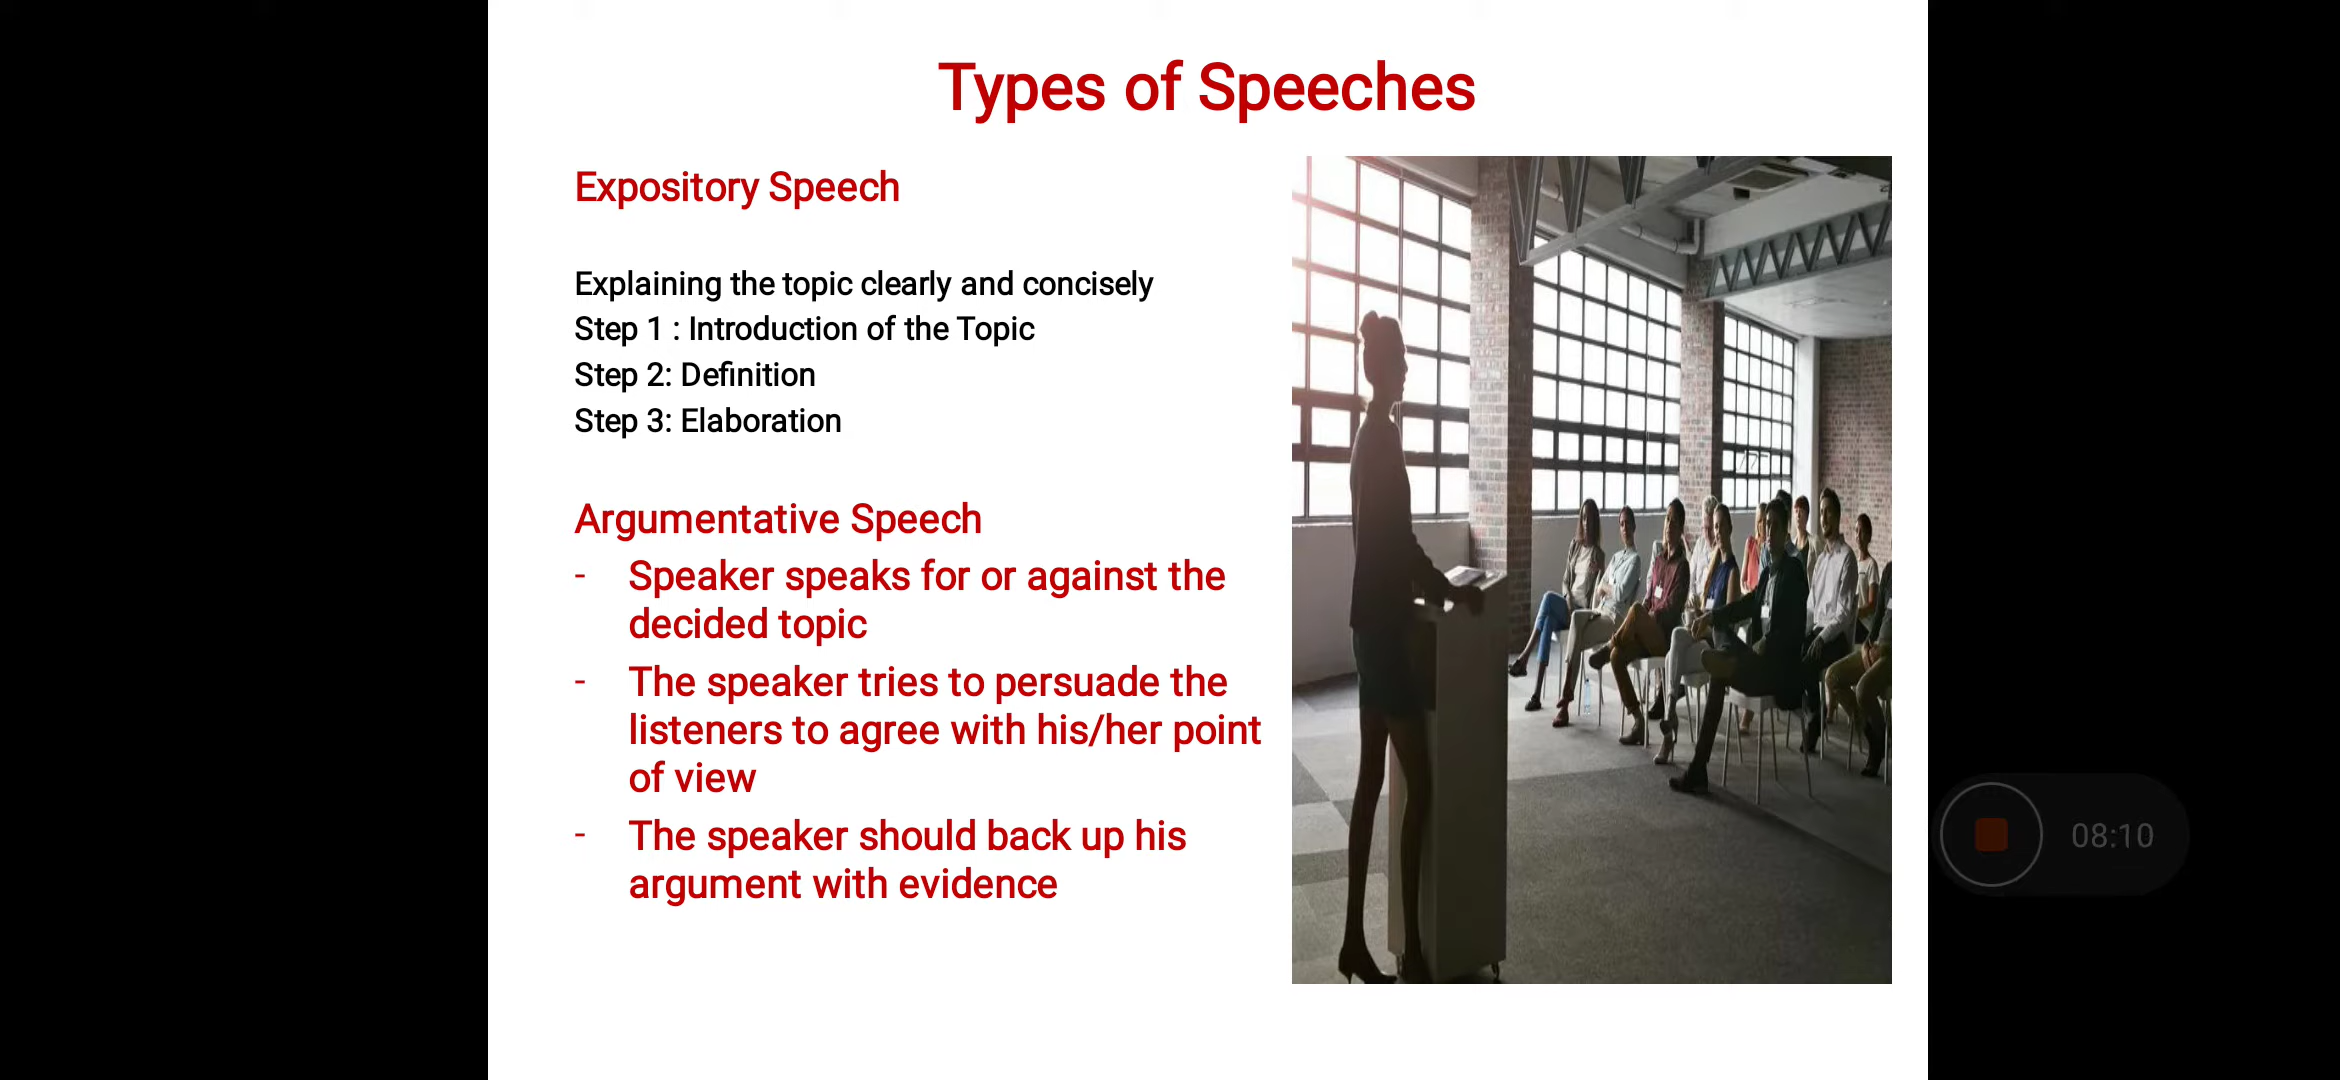 Types of Speeches
Expository Speech
Explaining the topic clearly and concisely
Step 1 : Introduction of the Topic
Step 2: Definition
Step 3: Elaboration
Argumentative Speech
- Speaker speaks for or against the
decided topic
- The speaker tries to persuade the
listeners to agree with his/her point
of view
- The speaker should back up his
argument with evidence
08:10